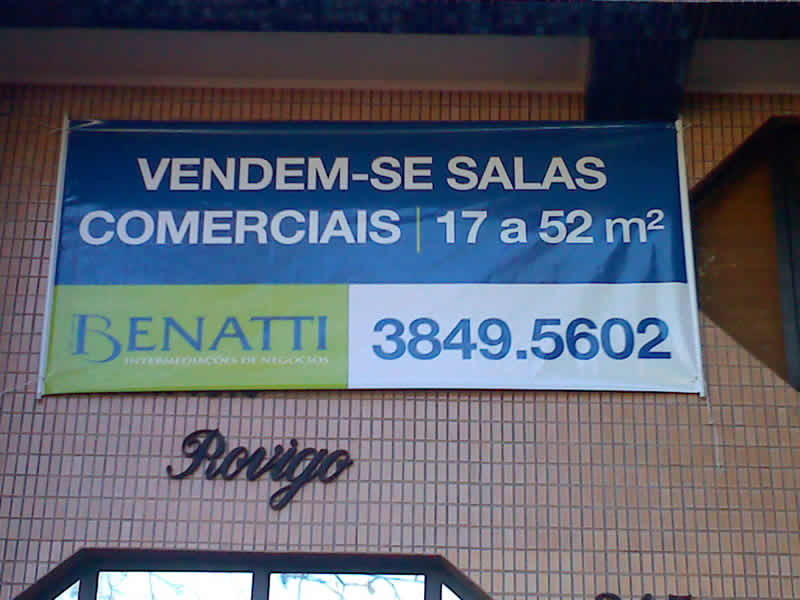 VENDEM-SE SALAS
COMERCIAIS | 17 a 52 m²
BENATTI
INTERMEDIAÇÕES DE NEGÓCIOS
3849.5602
Rovigo